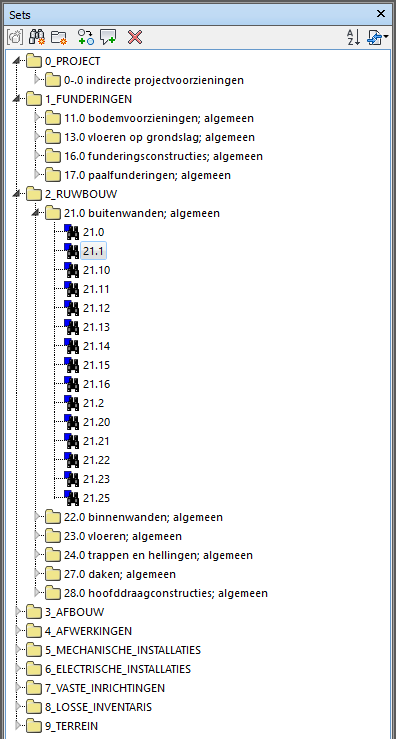 Sets
0_PROJECT
0-.0 indirecte projectvoorzieningen
1_FUNDERINGEN
11.0 bodemvoorzieningen; algemeen
13.0 vloeren op grondslag; algemeen
16.0 funderingsconstructies; algemeen
17.0 paalfunderingen; algemeen
2_RUWBOUW
21.0 buitenwanden; algemeen
21.0
21.1
21.10
21.11
21.12
21.13
21.14
21.15
21.16
21.2
21.20
21.21
21.22
21.23
21.25
22.0 binnenwanden; algemeen
23.0 vloeren; algemeen
24.0 trappen en hellingen; algemeen
27.0 daken; algemeen
28.0 hoofddraagconstructies; algemeen
3_AFBOUW
4_AFWERKINGEN
5_MECHANISCHE_INSTALLATIES
6_ELECTRISCHE_INSTALLATIES
7_VASTE_INRICHTINGEN
8_LOSSE_INVENTARIS
9_TERREIN